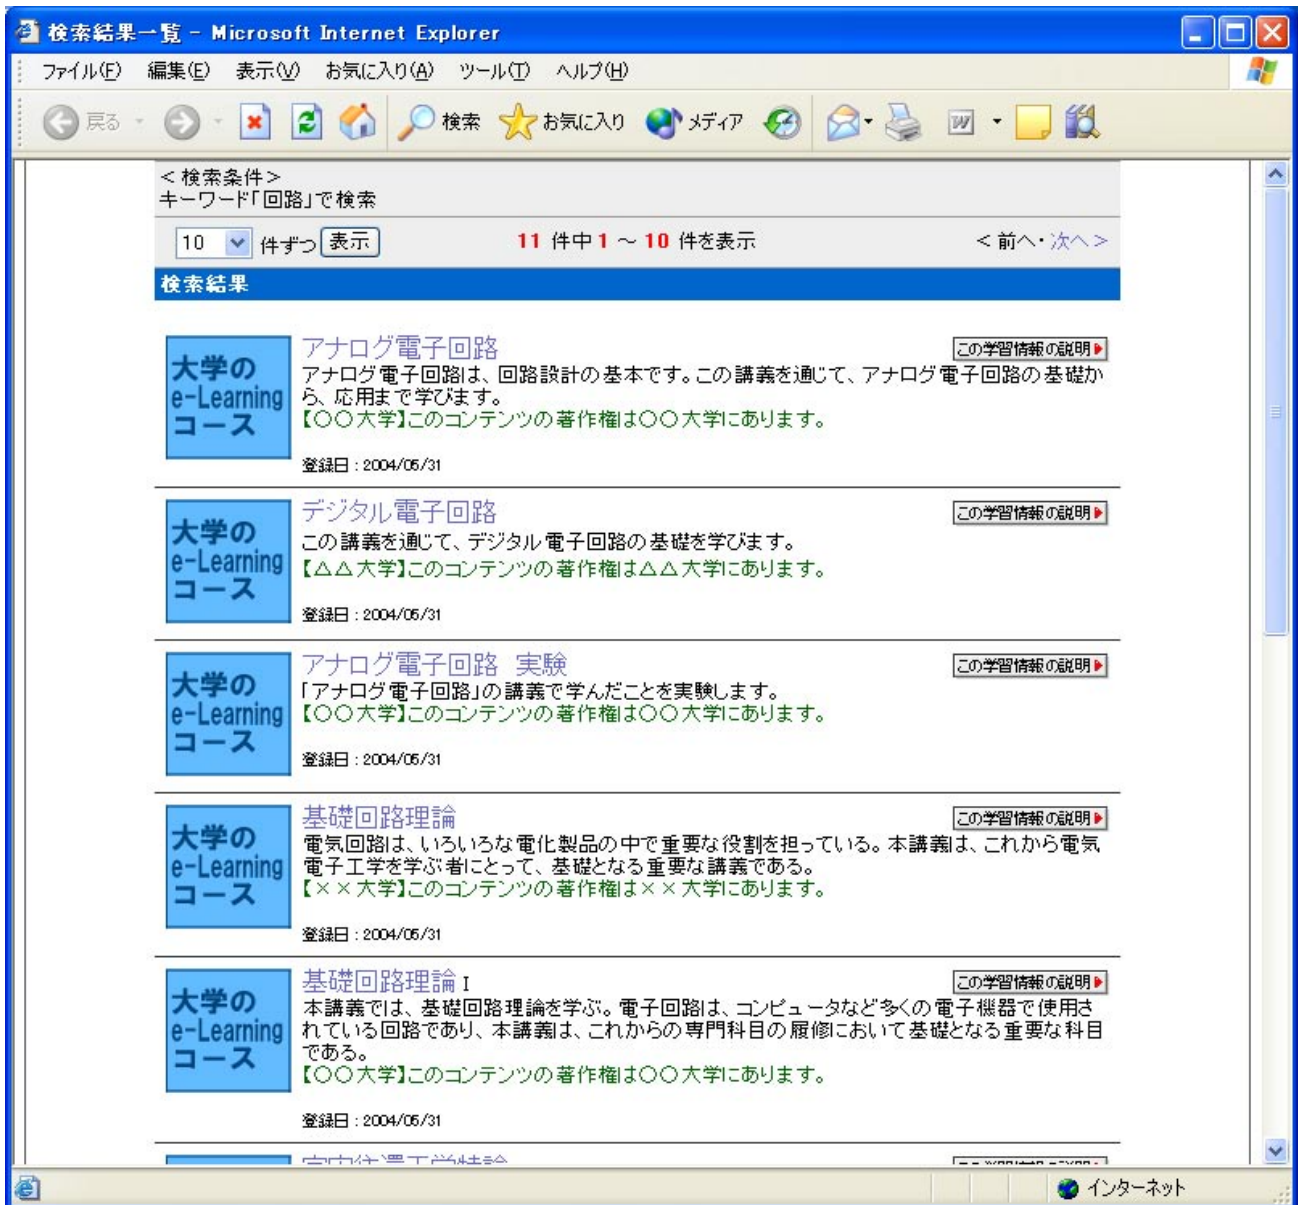 検索結果一覧 - Microsoft Internet Explorer
ファイル(F) 編集(E) 表示(V) お気に入り(A) ツール(T) ヘルプ(H)
戻る 検索 お気に入り メディア
＜検索条件＞
キーワード「回路」で検索
10 件ずつ 表示 11 件中 1 ～ 10 件を表示 ＜前へ・次へ＞
検索結果
大学の
e-Learning
コース
アナログ電子回路 この学習情報の説明
アナログ電子回路は、回路設計の基本です。この講義を通じて、アナログ電子回路の基礎か
ら、応用まで学びます。
【○○大学】このコンテンツの著作権は○○大学にあります。
登録日：2004/05/31
大学の
e-Learning
コース
デジタル電子回路 この学習情報の説明
この講義を通じて、デジタル電子回路の基礎を学びます。
【△△大学】このコンテンツの著作権は△△大学にあります。
登録日：2004/05/31
大学の
e-Learning
コース
アナログ電子回路 実験 この学習情報の説明
「アナログ電子回路」の講義で学んだことを実験します。
【○○大学】このコンテンツの著作権は○○大学にあります。
登録日：2004/05/31
大学の
e-Learning
コース
基礎回路理論 この学習情報の説明
電気回路は、いろいろな電化製品の中で重要な役割を担っている。本講義は、これから電気
電子工学を学ぶ者にとって、基礎となる重要な講義である。
【××大学】このコンテンツの著作権は××大学にあります。
登録日：2004/05/31
大学の
e-Learning
コース
基礎回路理論 I この学習情報の説明
本講義では、基礎回路理論を学ぶ。電子回路は、コンピュータなど多くの電子機器で使用さ
れている回路であり、本講義は、これからの専門科目の履修において基礎となる重要な科目
である。
【○○大学】このコンテンツの著作権は○○大学にあります。
登録日：2004/05/31
インターネット